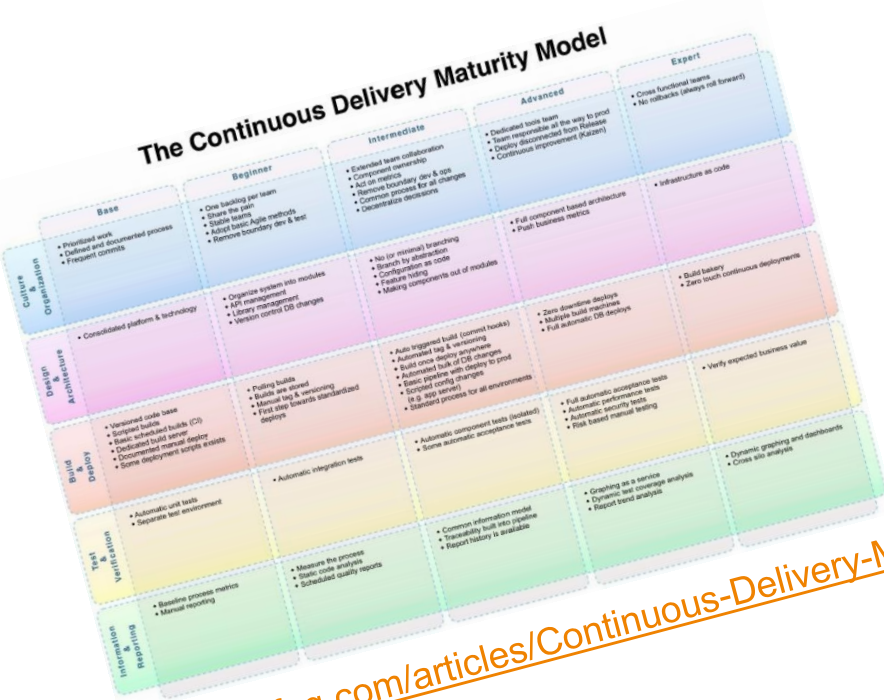 The Continuous Delivery Maturity Model
Base
Beginner
Intermediate
Advanced
Expert
Culture
&
Organization
• Prioritized work
• Defined and documented process
• Frequent commits
• One backlog per team
• Share the pain
• Stable teams
• Adopt basic Agile methods
• Remove boundary dev & test
• Extended team collaboration
• Component ownership
• Act on metrics
• Remove boundary dev & ops
• Common process for all changes
• Decentralize decisions
• Dedicated tools team
• Team responsible all the way to prod
• Deploy disconnected from Release
• Continuous improvement (Kaizen)
• Cross functional teams
• No rollbacks (always roll forward)
Design
&
Architecture
• Consolidated platform & technology
• Organize system into modules
• API management
• Library management
• Version control DB changes
• No (or minimal) branching
• Branch by abstraction
• Configuration as code
• Feature hiding
• Making components out of modules
• Full component based architecture
• Push business metrics
• Infrastructure as code
Build
&
Deploy
• Versioned code base
• Scripted builds
• Basic scheduled builds (CI)
• Dedicated build server
• Documented manual deploy
• Some deployment scripts exsists
• Polling builds
• Builds are stored
• Manual tag & versioning
• First step towards standardized
deploys
• Auto triggered build (commit hooks)
• Automated tag & versioning
• Build once deploy anywhere
• Automated bulk of DB changes
• Basic pipeline with deploy to prod
• Scripted config changes
(e.g. app server)
• Standard process for all environments
• Zero downtime deploys
• Multiple build machines
• Full automatic DB deploys
• Build bakery
• Zero touch continuous deployments
Test
&
Verification
• Automatic unit tests
• Separate test environment
• Automatic integration tests
• Automatic component tests (isolated)
• Some automatic acceptance tests
• Full automatic acceptance tests
• Automatic performance tests
• Automatic security tests
• Risk based manual testing
• Verify expected business value
Information
&
Reporting
• Baseline process metrics
• Manual reporting
• Measure the process
• Static code analysis
• Scheduled quality reports
• Common information model
• Traceability built into pipeline
• Report history is available
• Graphing as a service
• Dynamic test coverage analysis
• Report trend analysis
• Dynamic graphing and dashboards
• Cross silo analysis
com/articles/Continuous-Delivery-